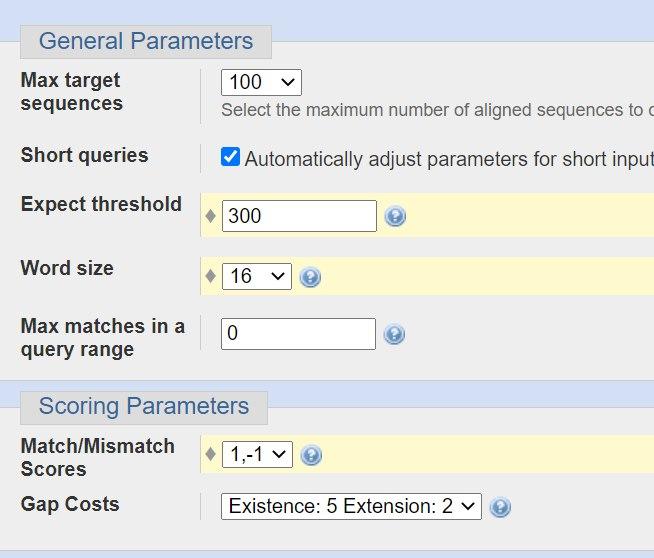 General Parameters
Max target
sequences
100
Select the maximum number of aligned sequences to
Short queries
Automatically adjust parameters for short input
Expect threshold
300
Word size
16
Max matches in a
query range
0
Scoring Parameters
Match/Mismatch
Scores
1,-1
Gap Costs
Existence: 5 Extension: 2